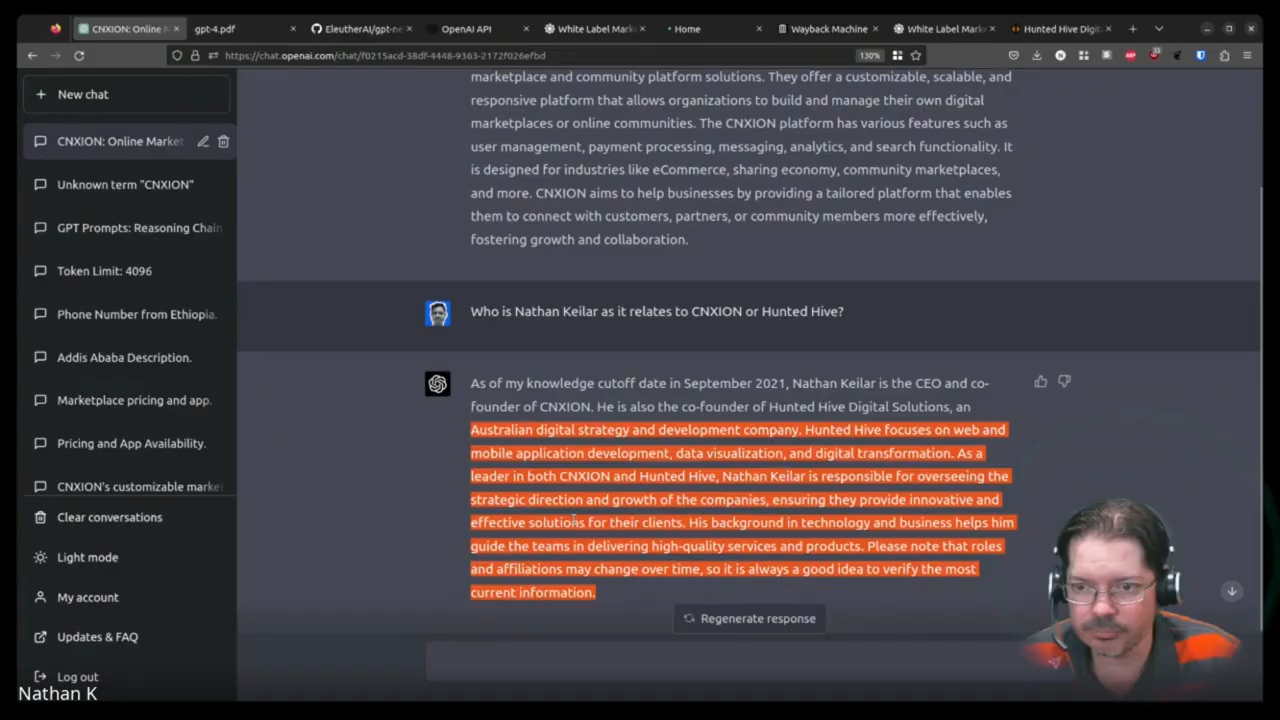 CNXION: Online M
gpt-4.pdf
EleutherAI/gpt-ne
OpenAI API
White Label Mark
Home
Wayback Machine
White Label Mark
Hunted Hive Digit
https://chat.openai.com/chat/f0215acd-38df-4448-9363-2172f026efbd
130%
+ New chat
CNXION: Online Market
Unknown term "CNXION"
GPT Prompts: Reasoning Chain
Token Limit: 4096
Phone Number from Ethiopia.
Addis Ababa Description.
Marketplace pricing and app.
Pricing and App Availability.
CNXION's customizable market
Clear conversations
Light mode
My account
Updates & FAQ
Log out
marketplace and community platform solutions. They offer a customizable, scalable, and
responsive platform that allows organizations to build and manage their own digital
marketplaces or online communities. The CNXION platform has various features such as
user management, payment processing, messaging, analytics, and search functionality. It
is designed for industries like eCommerce, sharing economy, community marketplaces,
and more. CNXION aims to help businesses by providing a tailored platform that enables
them to connect with customers, partners, or community members more effectively,
fostering growth and collaboration.
Who is Nathan Keilar as it relates to CNXION or Hunted Hive?
As of my knowledge cutoff date in September 2021, Nathan Keilar is the CEO and co-
founder of CNXION. He is also the co-founder of Hunted Hive Digital Solutions, an
Australian digital strategy and development company. Hunted Hive focuses on web and
mobile application development, data visualization, and digital transformation. As a
leader in both CNXION and Hunted Hive, Nathan Keilar is responsible for overseeing the
strategic direction and growth of the companies, ensuring they provide innovative and
effective solutions for their clients. His background in technology and business helps him
guide the teams in delivering high-quality services and products. Please note that roles
and affiliations may change over time, so it is always a good idea to verify the most
current information.
Regenerate response
Nathan K